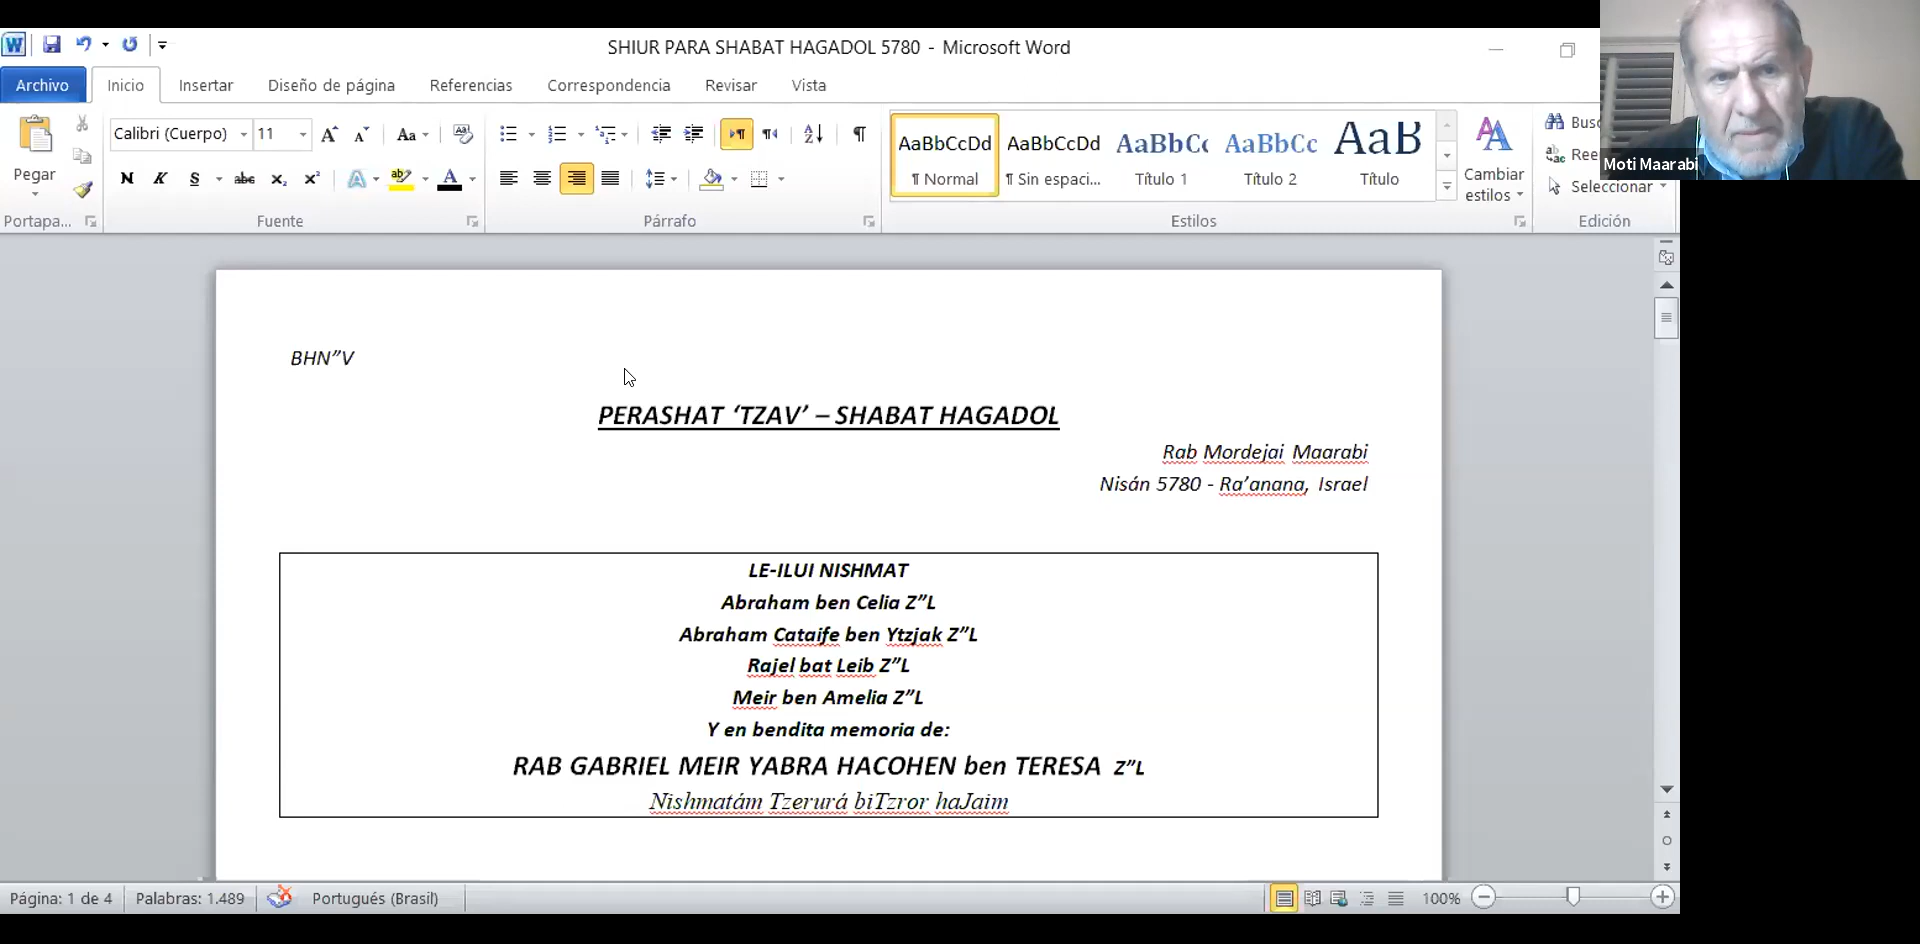 SHIUR PARA SHABAT HAGADOL 5780 - Microsoft Word
Archivo Inicio Insertar Diseño de página Referencias Correspondencia Revisar Vista
Calibri (Cuerpo) 11
Pegar
AaBbCcDd AaBbCcDd AaBbCc AaBbCc AaB
¶ Normal ¶ Sin espaci... Título 1 Título 2 Título
Cambiar estilos
Busc
Ree
Seleccionar
Moti Maarabi
Portapa... Fuente Párrafo Estilos Edición
BHN”V
PERASHAT ‘TZAV’ – SHABAT HAGADOL
Rab Mordejai Maarabi
Nisán 5780 - Ra’anana, Israel
LE-ILUI NISHMAT
Abraham ben Celia Z”L
Abraham Cataife ben Ytzjak Z”L
Rajel bat Leib Z”L
Meir ben Amelia Z”L
Y en bendita memoria de:
RAB GABRIEL MEIR YABRA HACOHEN ben TERESA Z”L
Nishmatám Tzerurá biTzror haJaim
Página: 1 de 4 Palabras: 1.489 Portugués (Brasil) 100%